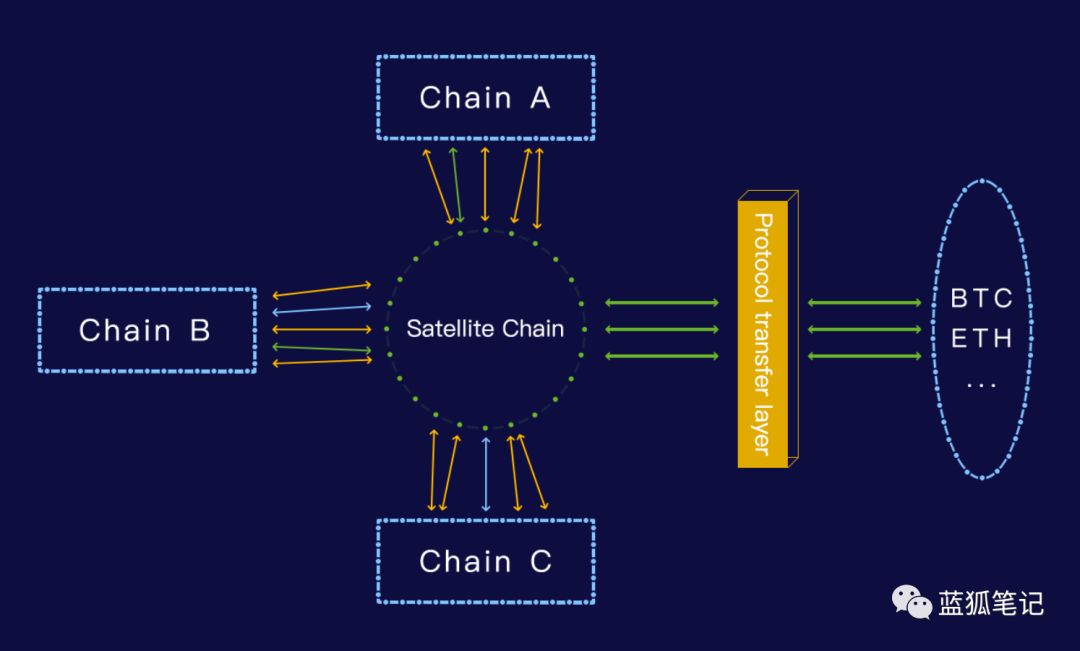 Chain A
Chain B
Satellite Chain
Protocol transfer layer
BTC
ETH
...
Chain C
蓝狐笔记